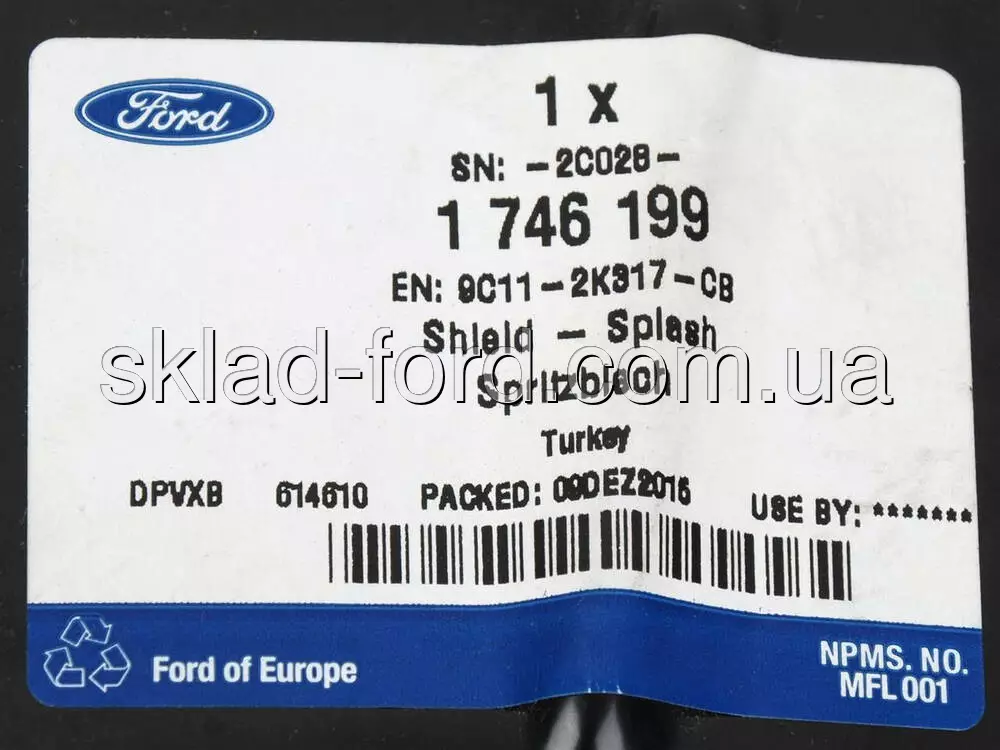 Ford
1 x
SN: -2C028-
1 746 199
EN: 9C11-2K317-CB
Shield - Splash
sklad-ford.com.ua
Spritzblech
Turkey
DPVXB 614610 PACKED: 09DEZ2016 USE BY: *******
Ford of Europe
NPMS. NO.
MFL 001